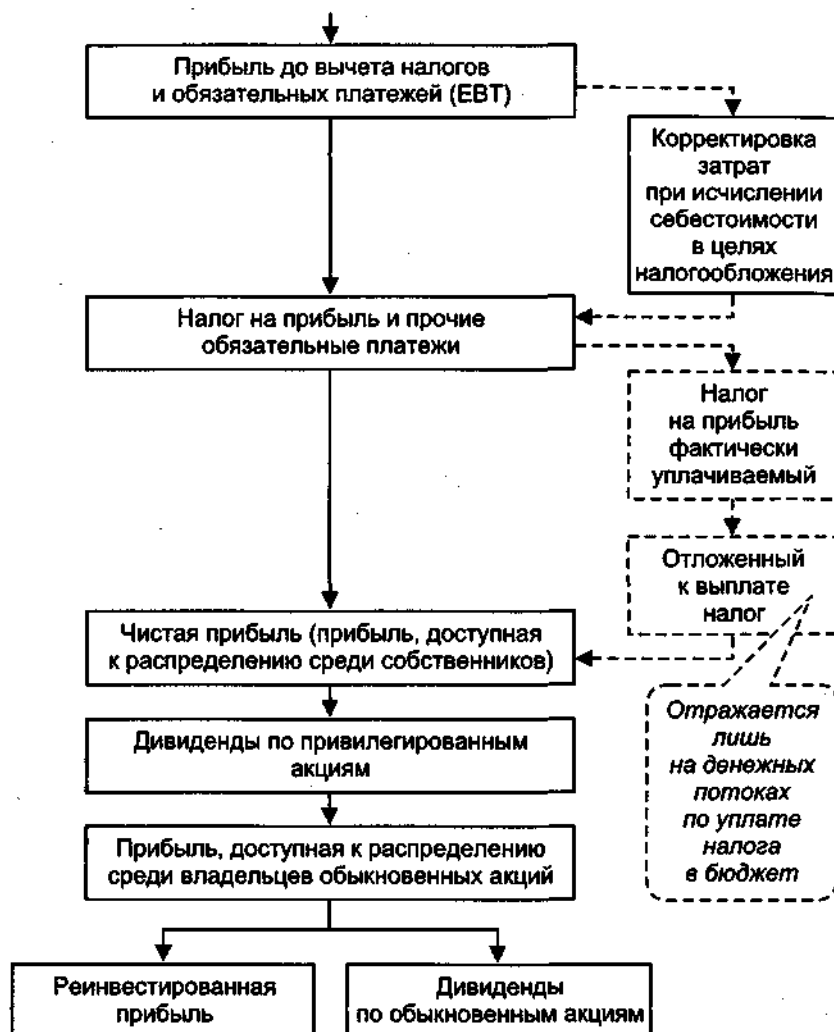 Прибыль до вычета налогов
и обязательных платежей (ЕВТ)
Корректировка
затрат
при исчислении
себестоимости
в целях
налогообложения
Налог на прибыль и прочие
обязательные платежи
Налог
на прибыль
фактически
уплачиваемый
Отложенный
к выплате
налог
Чистая прибыль (прибыль, доступная
к распределению среди собственников)
Отражается
лишь
на денежных
потоках
по уплате
налога
в бюджет
Дивиденды по привилегированным
акциям
Прибыль, доступная к распределению
среди владельцев обыкновенных акций
Реинвестированная
прибыль
Дивиденды
по обыкновенным акциям